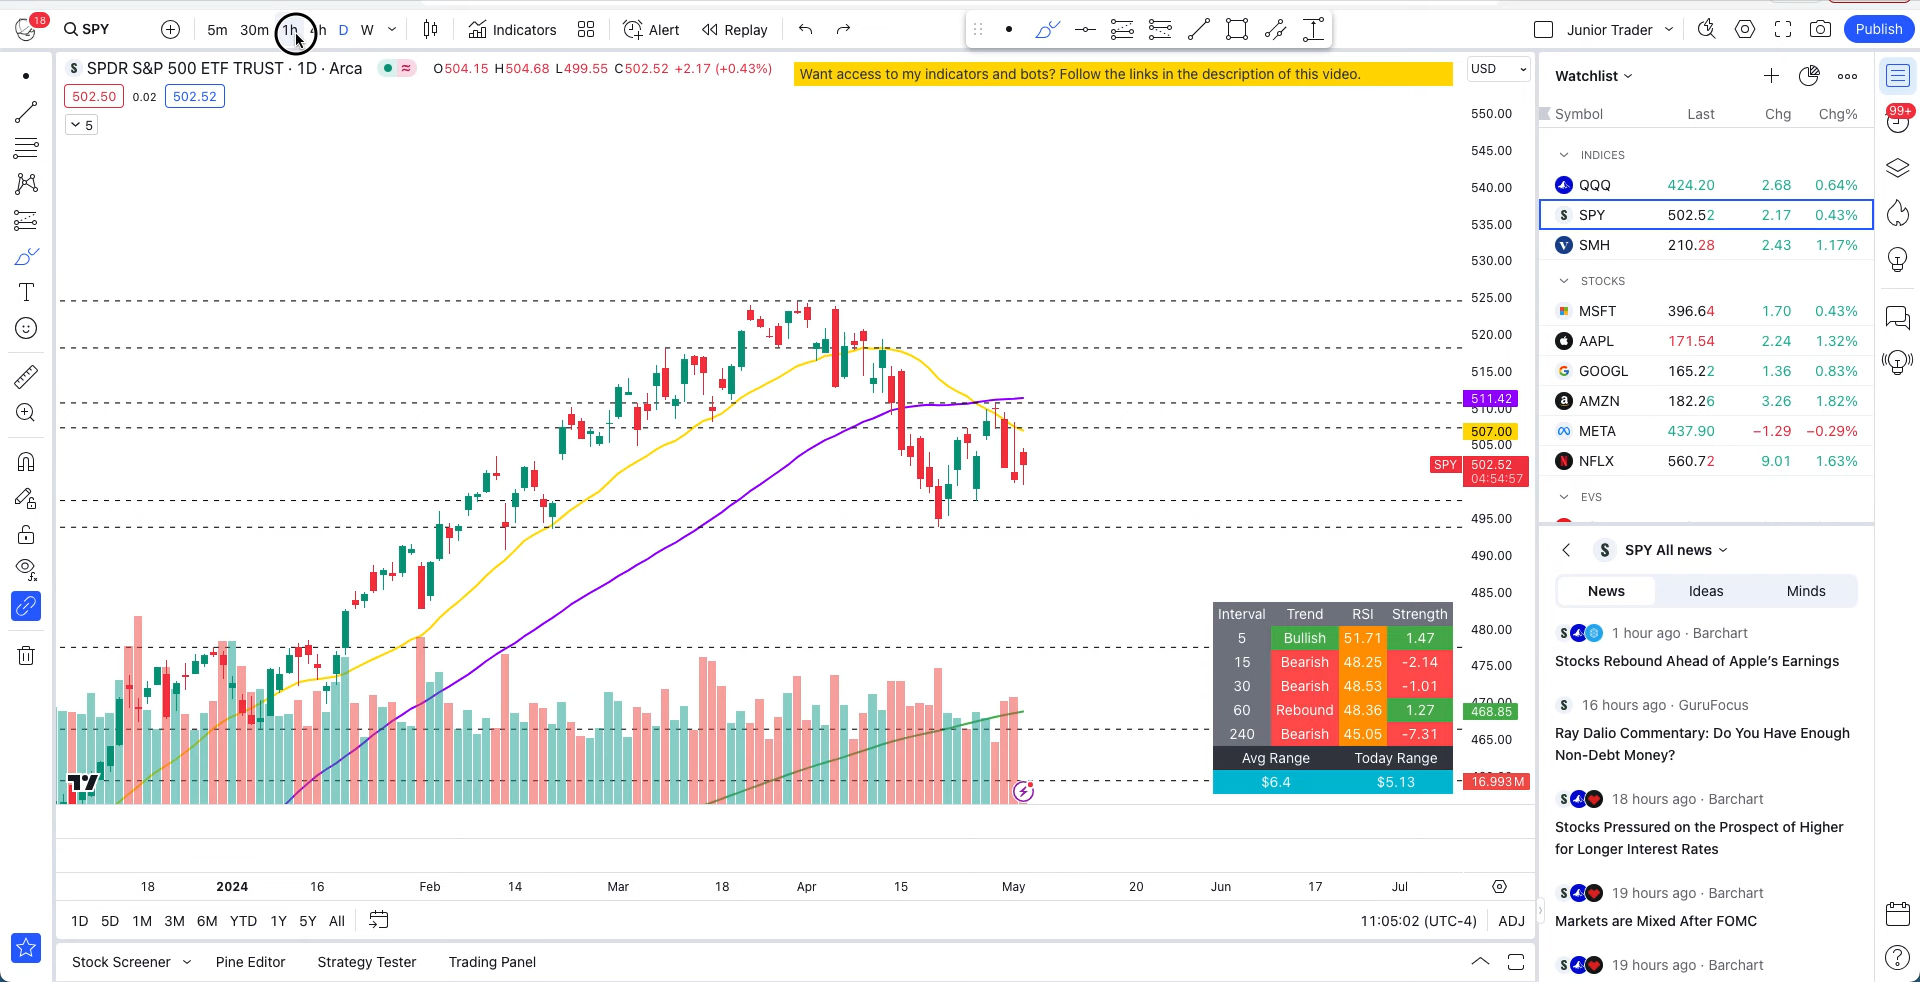 18
SPY
5m 30m 1h h D W
Indicators
Alert
Replay
Junior Trader
Publish
S SPDR S&P 500 ETF TRUST · 1D · Arca
O504.15 H504.68 L499.55 C502.52 +2.17 (+0.43%)
Want access to my indicators and bots? Follow the links in the description of this video.
USD
502.50 0.02 502.52
5
550.00
545.00
540.00
535.00
530.00
525.00
520.00
515.00
511.42
510.00
507.00
505.00
SPY 502.52
04:54:57
495.00
490.00
485.00
480.00
475.00
470.00
468.85
465.00
16.993M
Interval Trend RSI Strength
5 Bullish 51.71 1.47
15 Bearish 48.25 -2.14
30 Bearish 48.53 -1.01
60 Rebound 48.36 1.27
240 Bearish 45.05 -7.31
Avg Range Today Range
$6.4 $5.13
18 2024 16 Feb 14 Mar 18 Apr 15 May 20 Jun 17 Jul
1D 5D 1M 3M 6M YTD 1Y 5Y All
11:05:02 (UTC-4) ADJ
Stock Screener Pine Editor Strategy Tester Trading Panel
Watchlist
Symbol Last Chg Chg%
INDICES
QQQ 424.20 2.68 0.64%
S SPY 502.52 2.17 0.43%
V SMH 210.28 2.43 1.17%
STOCKS
MSFT 396.64 1.70 0.43%
AAPL 171.54 2.24 1.32%
G GOOGL 165.22 1.36 0.83%
a AMZN 182.26 3.26 1.82%
META 437.90 −1.29 −0.29%
N NFLX 560.72 9.01 1.63%
EVS
99+
S SPY All news
News Ideas Minds
S 1 hour ago · Barchart
Stocks Rebound Ahead of Apple’s Earnings
S 16 hours ago · GuruFocus
Ray Dalio Commentary: Do You Have Enough
Non-Debt Money?
S 18 hours ago · Barchart
Stocks Pressured on the Prospect of Higher
for Longer Interest Rates
S 19 hours ago · Barchart
Markets are Mixed After FOMC
S 19 hours ago · Barchart